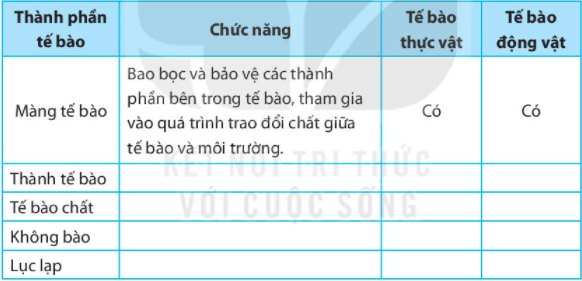 Thành phần tế bào
Chức năng
Tế bào thực vật
Tế bào động vật
Màng tế bào
Bao bọc và bảo vệ các thành
phần bên trong tế bào, tham gia
vào quá trình trao đổi chất giữa
tế bào và môi trường.
Có
Có
Thành tế bào
Tế bào chất
Không bào
Lục lạp
KẾT NỐI TRI THỨC
VỚI CUỘC SỐNG